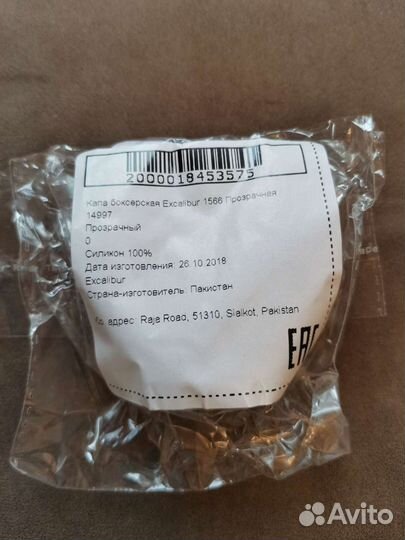 2000018453575
Капа боксерская Excalibur 1566 Прозрачная
14997
Прозрачный
0
Силикон 100%
Дата изготовления: 26.10.2018
Excalibur
Страна-изготовитель: Пакистан
адрес: Raja Road, 51310, Sialkot, Pakistan
EAC
Avito